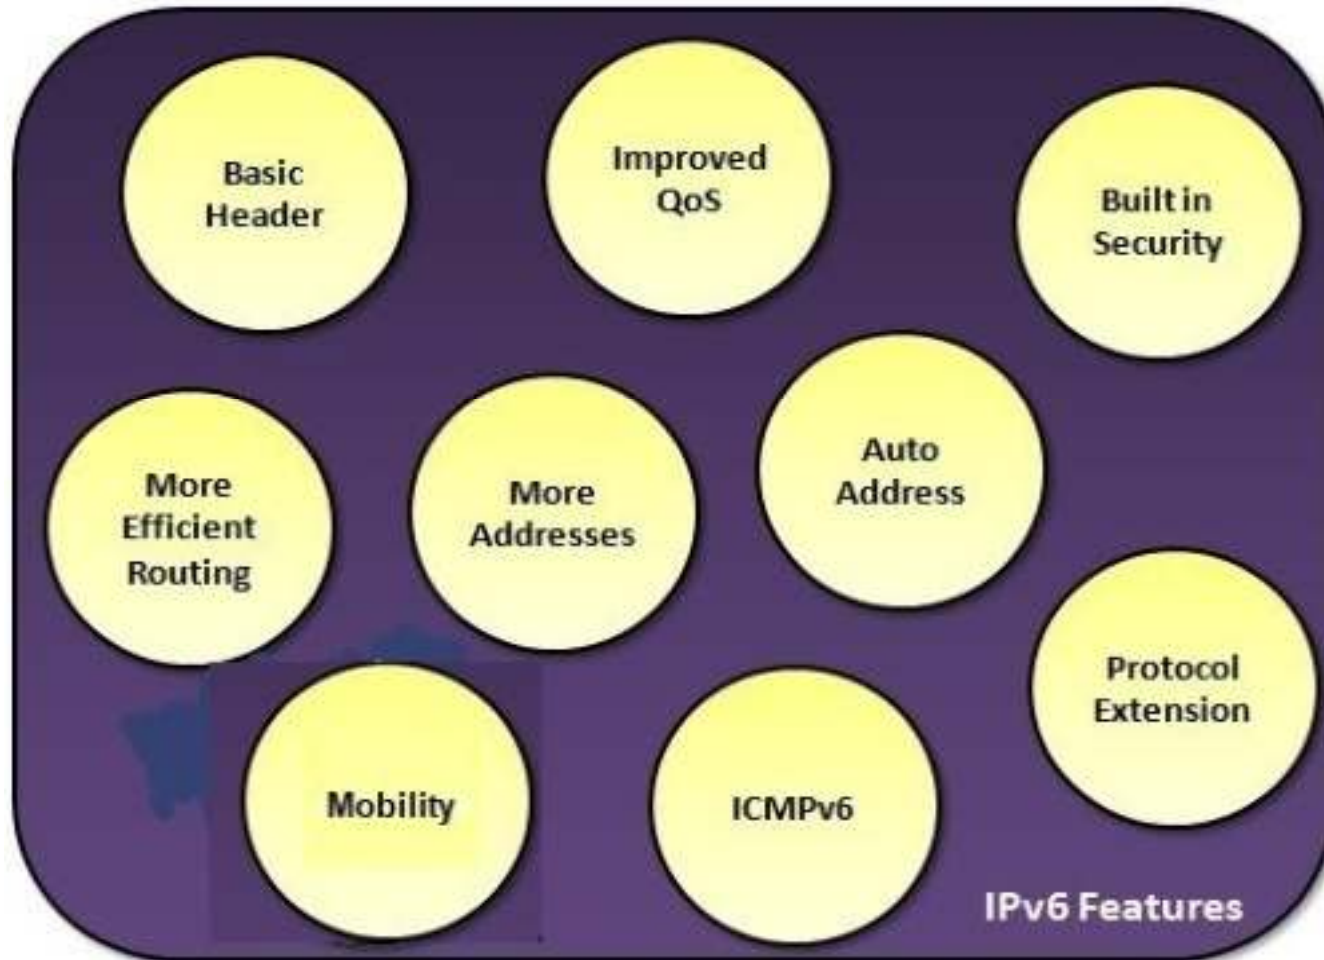 Basic
Header
Improved
QoS
Built in
Security
More
Efficient
Routing
More
Addresses
Auto
Address
Protocol
Extension
Mobility
ICMPv6
IPv6 Features